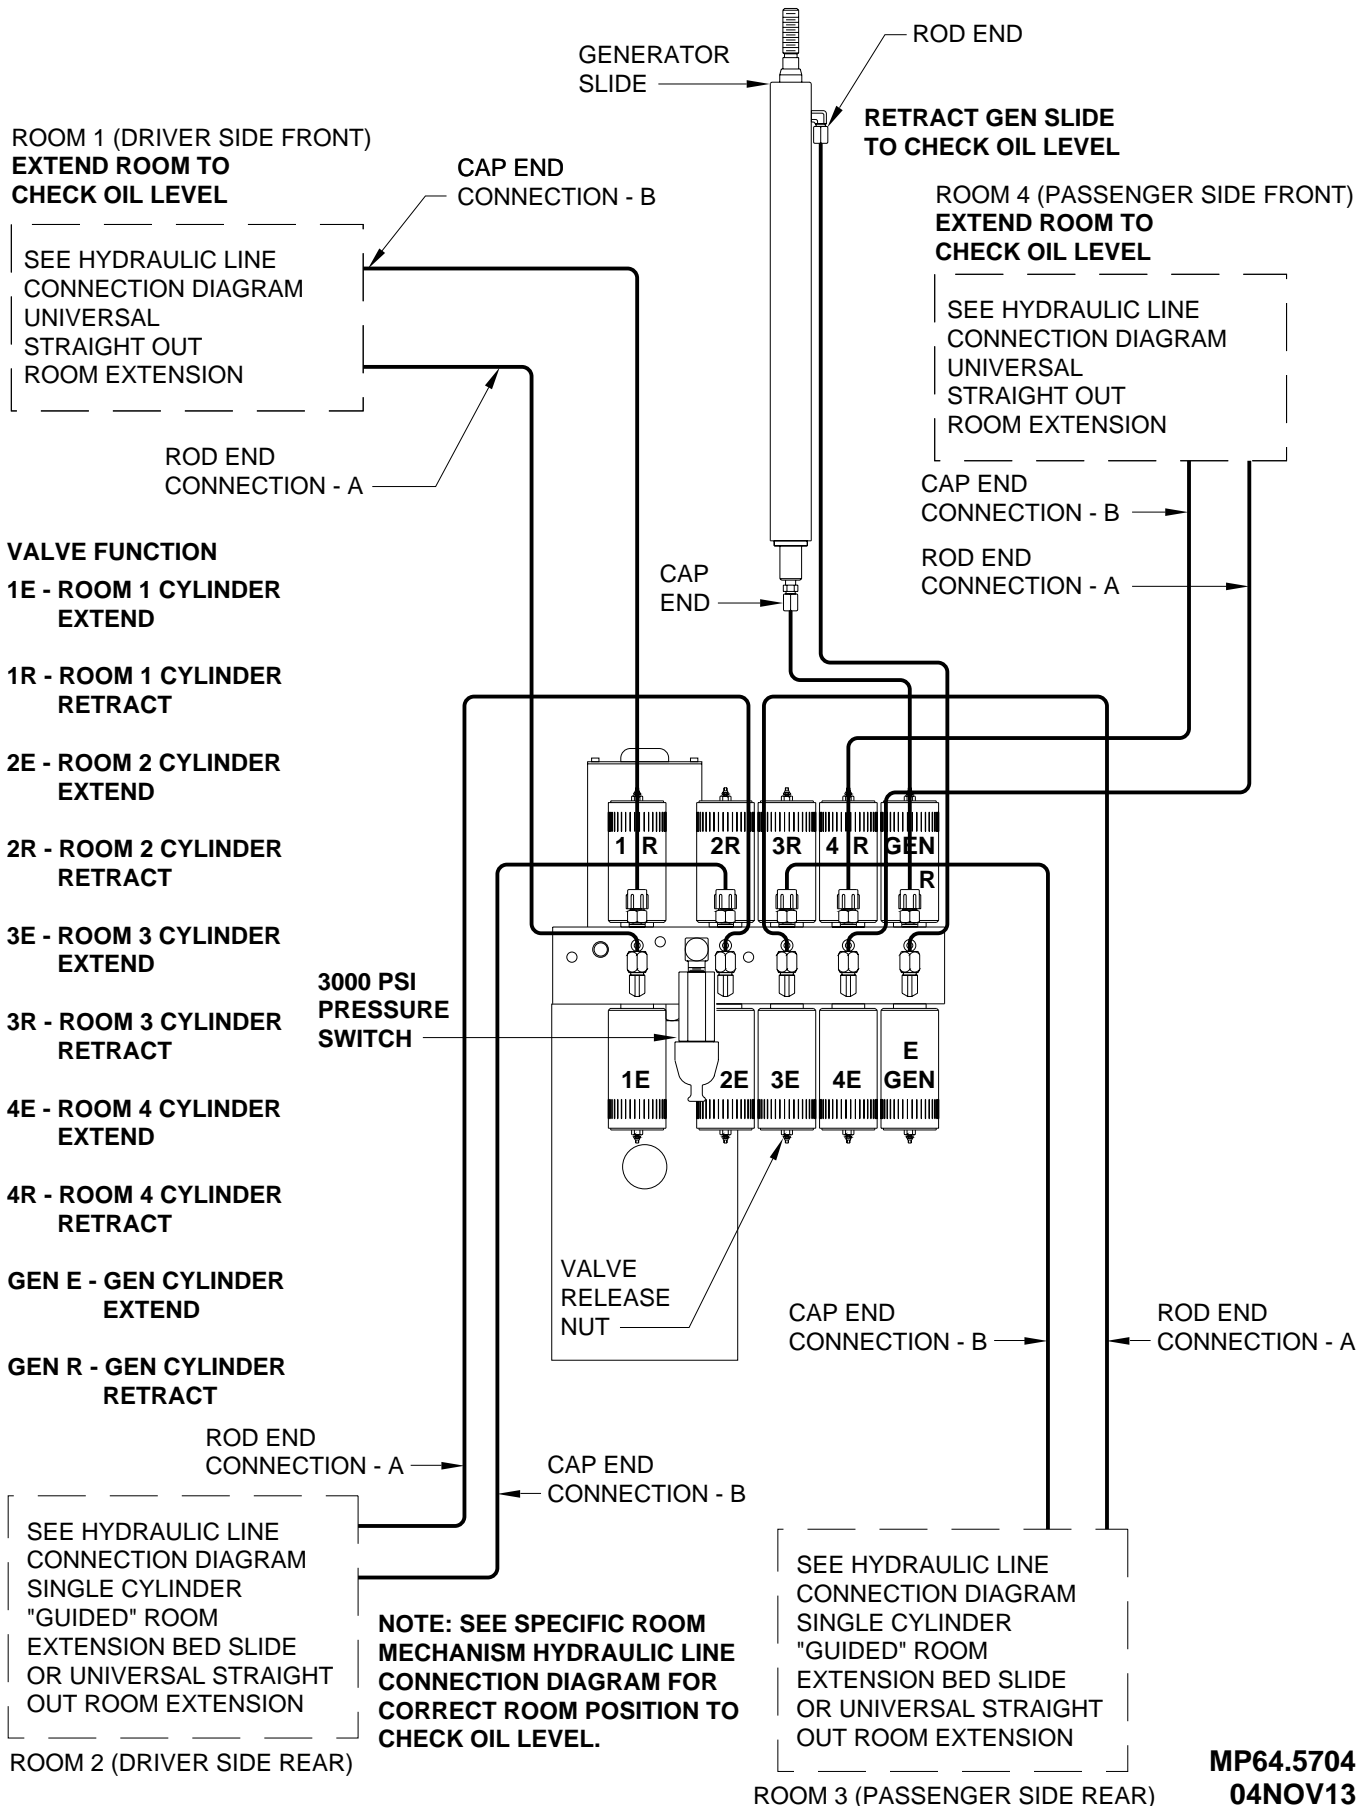 GENERATOR
SLIDE
ROD END
RETRACT GEN SLIDE
TO CHECK OIL LEVEL
ROOM 1 (DRIVER SIDE FRONT)
EXTEND ROOM TO
CHECK OIL LEVEL
CAP END
CONNECTION - B
SEE HYDRAULIC LINE
CONNECTION DIAGRAM
UNIVERSAL
STRAIGHT OUT
ROOM EXTENSION
ROD END
CONNECTION - A
ROOM 4 (PASSENGER SIDE FRONT)
EXTEND ROOM TO
CHECK OIL LEVEL
SEE HYDRAULIC LINE
CONNECTION DIAGRAM
UNIVERSAL
STRAIGHT OUT
ROOM EXTENSION
CAP END
CONNECTION - B
ROD END
CONNECTION - A
CAP
END
VALVE FUNCTION
1E - ROOM 1 CYLINDER
EXTEND
1R - ROOM 1 CYLINDER
RETRACT
2E - ROOM 2 CYLINDER
EXTEND
2R - ROOM 2 CYLINDER
RETRACT
3E - ROOM 3 CYLINDER
EXTEND
3R - ROOM 3 CYLINDER
RETRACT
4E - ROOM 4 CYLINDER
EXTEND
4R - ROOM 4 CYLINDER
RETRACT
GEN E - GEN CYLINDER
EXTEND
GEN R - GEN CYLINDER
RETRACT
1 R
2R
3R
4 R
GEN
R
3000 PSI
PRESSURE
SWITCH
1E
2E
3E
4E
E
GEN
VALVE
RELEASE
NUT
CAP END
CONNECTION - B
ROD END
CONNECTION - A
ROD END
CONNECTION - A
CAP END
CONNECTION - B
SEE HYDRAULIC LINE
CONNECTION DIAGRAM
SINGLE CYLINDER
"GUIDED" ROOM
EXTENSION BED SLIDE
OR UNIVERSAL STRAIGHT
OUT ROOM EXTENSION
ROOM 2 (DRIVER SIDE REAR)
NOTE: SEE SPECIFIC ROOM
MECHANISM HYDRAULIC LINE
CONNECTION DIAGRAM FOR
CORRECT ROOM POSITION TO
CHECK OIL LEVEL.
SEE HYDRAULIC LINE
CONNECTION DIAGRAM
SINGLE CYLINDER
"GUIDED" ROOM
EXTENSION BED SLIDE
OR UNIVERSAL STRAIGHT
OUT ROOM EXTENSION
ROOM 3 (PASSENGER SIDE REAR)
MP64.5704
04NOV13